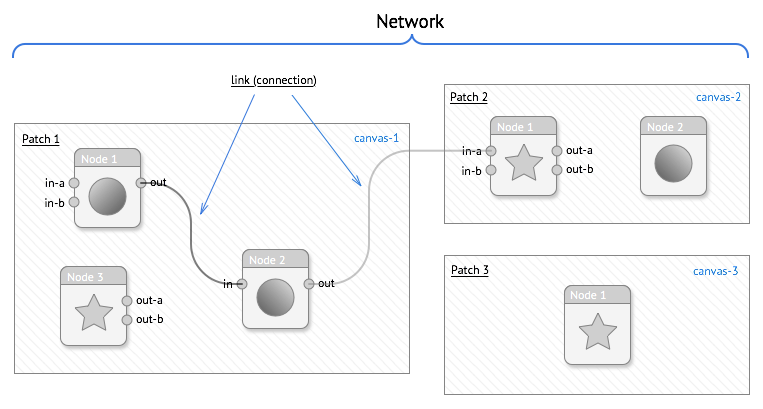 Network
link (connection)
Patch 1
canvas-1
Node 1
in-a
in-b
out
Node 2
in
out
Node 3
out-a
out-b
Patch 2
canvas-2
Node 1
in-a
in-b
out-a
out-b
Node 2
Patch 3
canvas-3
Node 1